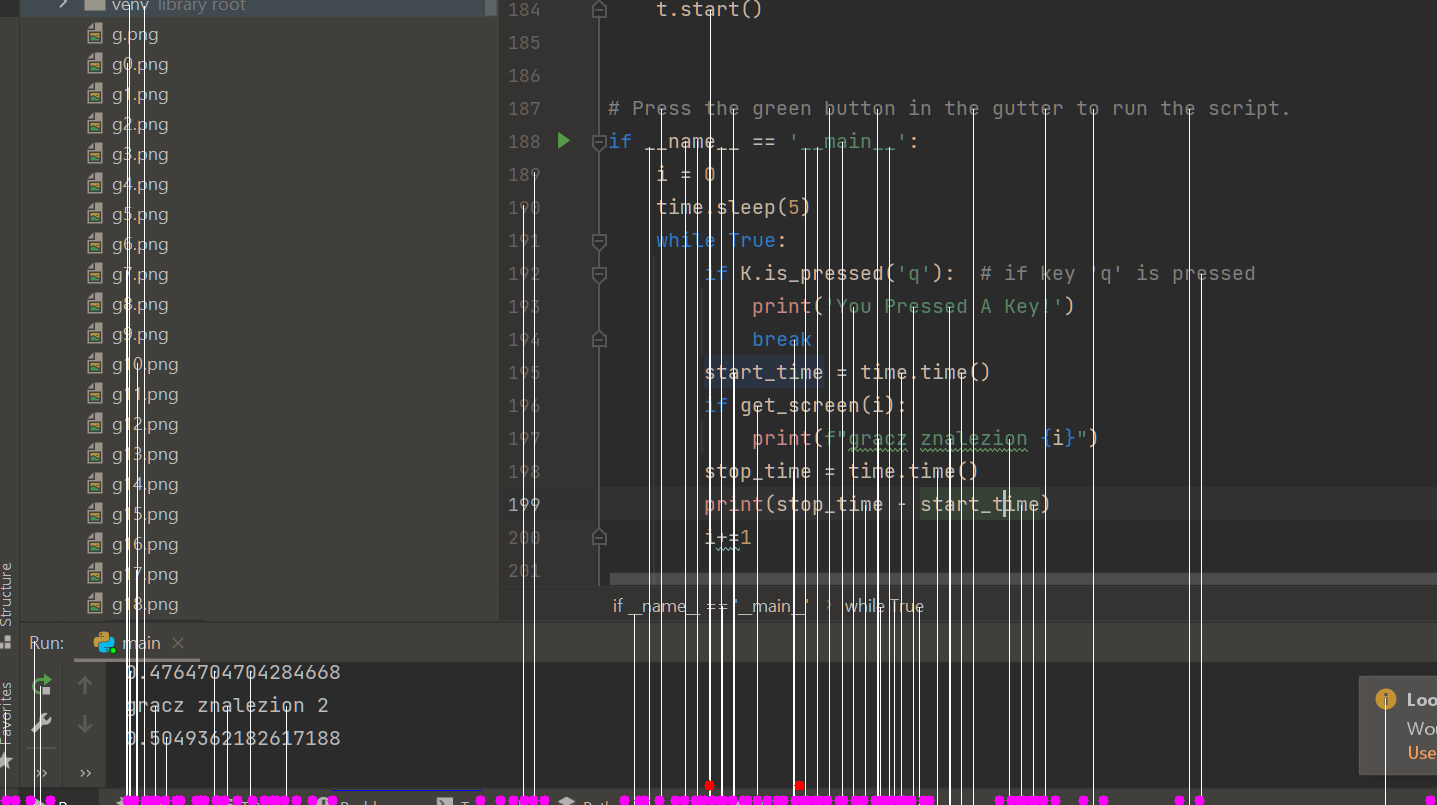 venv library root
g.png
g0.png
g1.png
g2.png
g3.png
g4.png
g5.png
g6.png
g7.png
g8.png
g9.png
g10.png
g11.png
g12.png
g13.png
g14.png
g15.png
g16.png
g17.png
g18.png
184 t.start()
185
186
187 # Press the green button in the gutter to run the script.
188 if __name__ == '__main__':
189 i = 0
190 time.sleep(5)
191 while True:
192 if K.is_pressed('q'): # if key 'q' is pressed
193 print('You Pressed A Key!')
194 break
195 start_time = time.time()
196 if get_screen(i):
197 print(f"gracz znalezion {i}")
198 stop_time = time.time()
199 print(stop_time - start_time)
200 i+=1
201
if __name__ == '__main__' › while True
Structure
Favorites
Run: main
0.4764704704284668
gracz znalezion 2
0.5049362182617188
Loo
Wou
Use